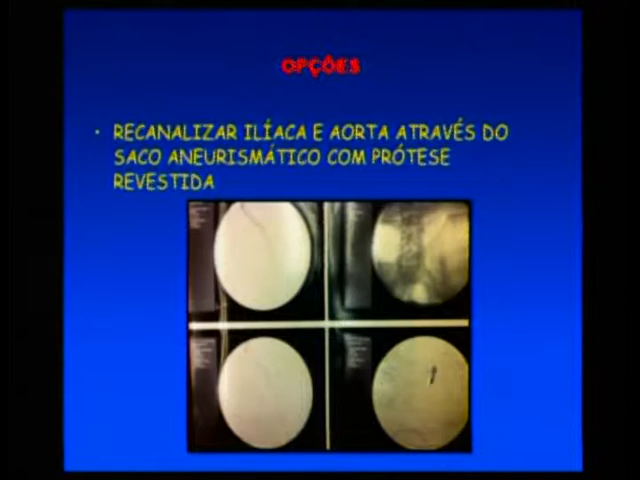 OPÇÕES
• RECANALIZAR ILÍACA E AORTA ATRAVÉS DO
SACO ANEURISMÁTICO COM PRÓTESE
REVESTIDA